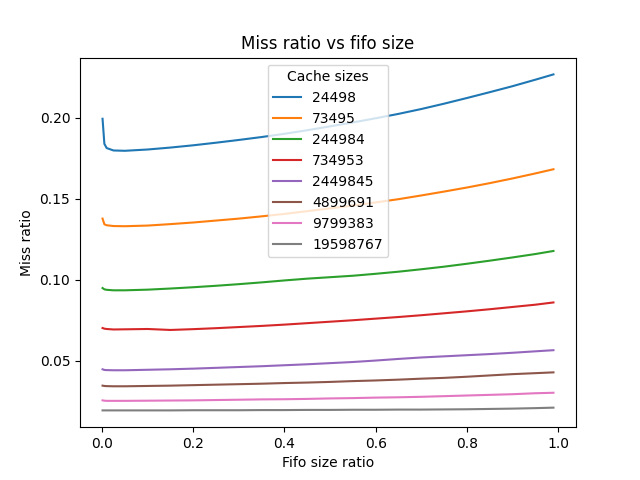 Miss ratio vs fifo size
Cache sizes
24498
73495
244984
734953
2449845
4899691
9799383
19598767
Miss ratio
0.20
0.15
0.10
0.05
0.0 0.2 0.4 0.6 0.8 1.0
Fifo size ratio